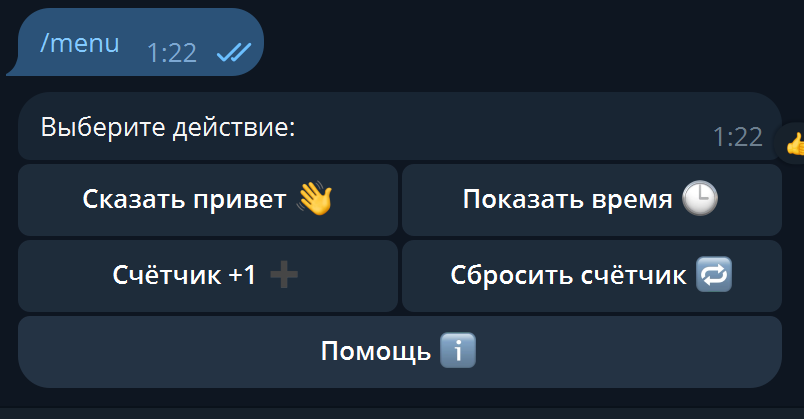 /menu 1:22
Выберите действие:
1:22
Сказать привет 👋
Показать время 🕒
Счётчик +1 ➕
Сбросить счётчик 🔁
Помощь ℹ️